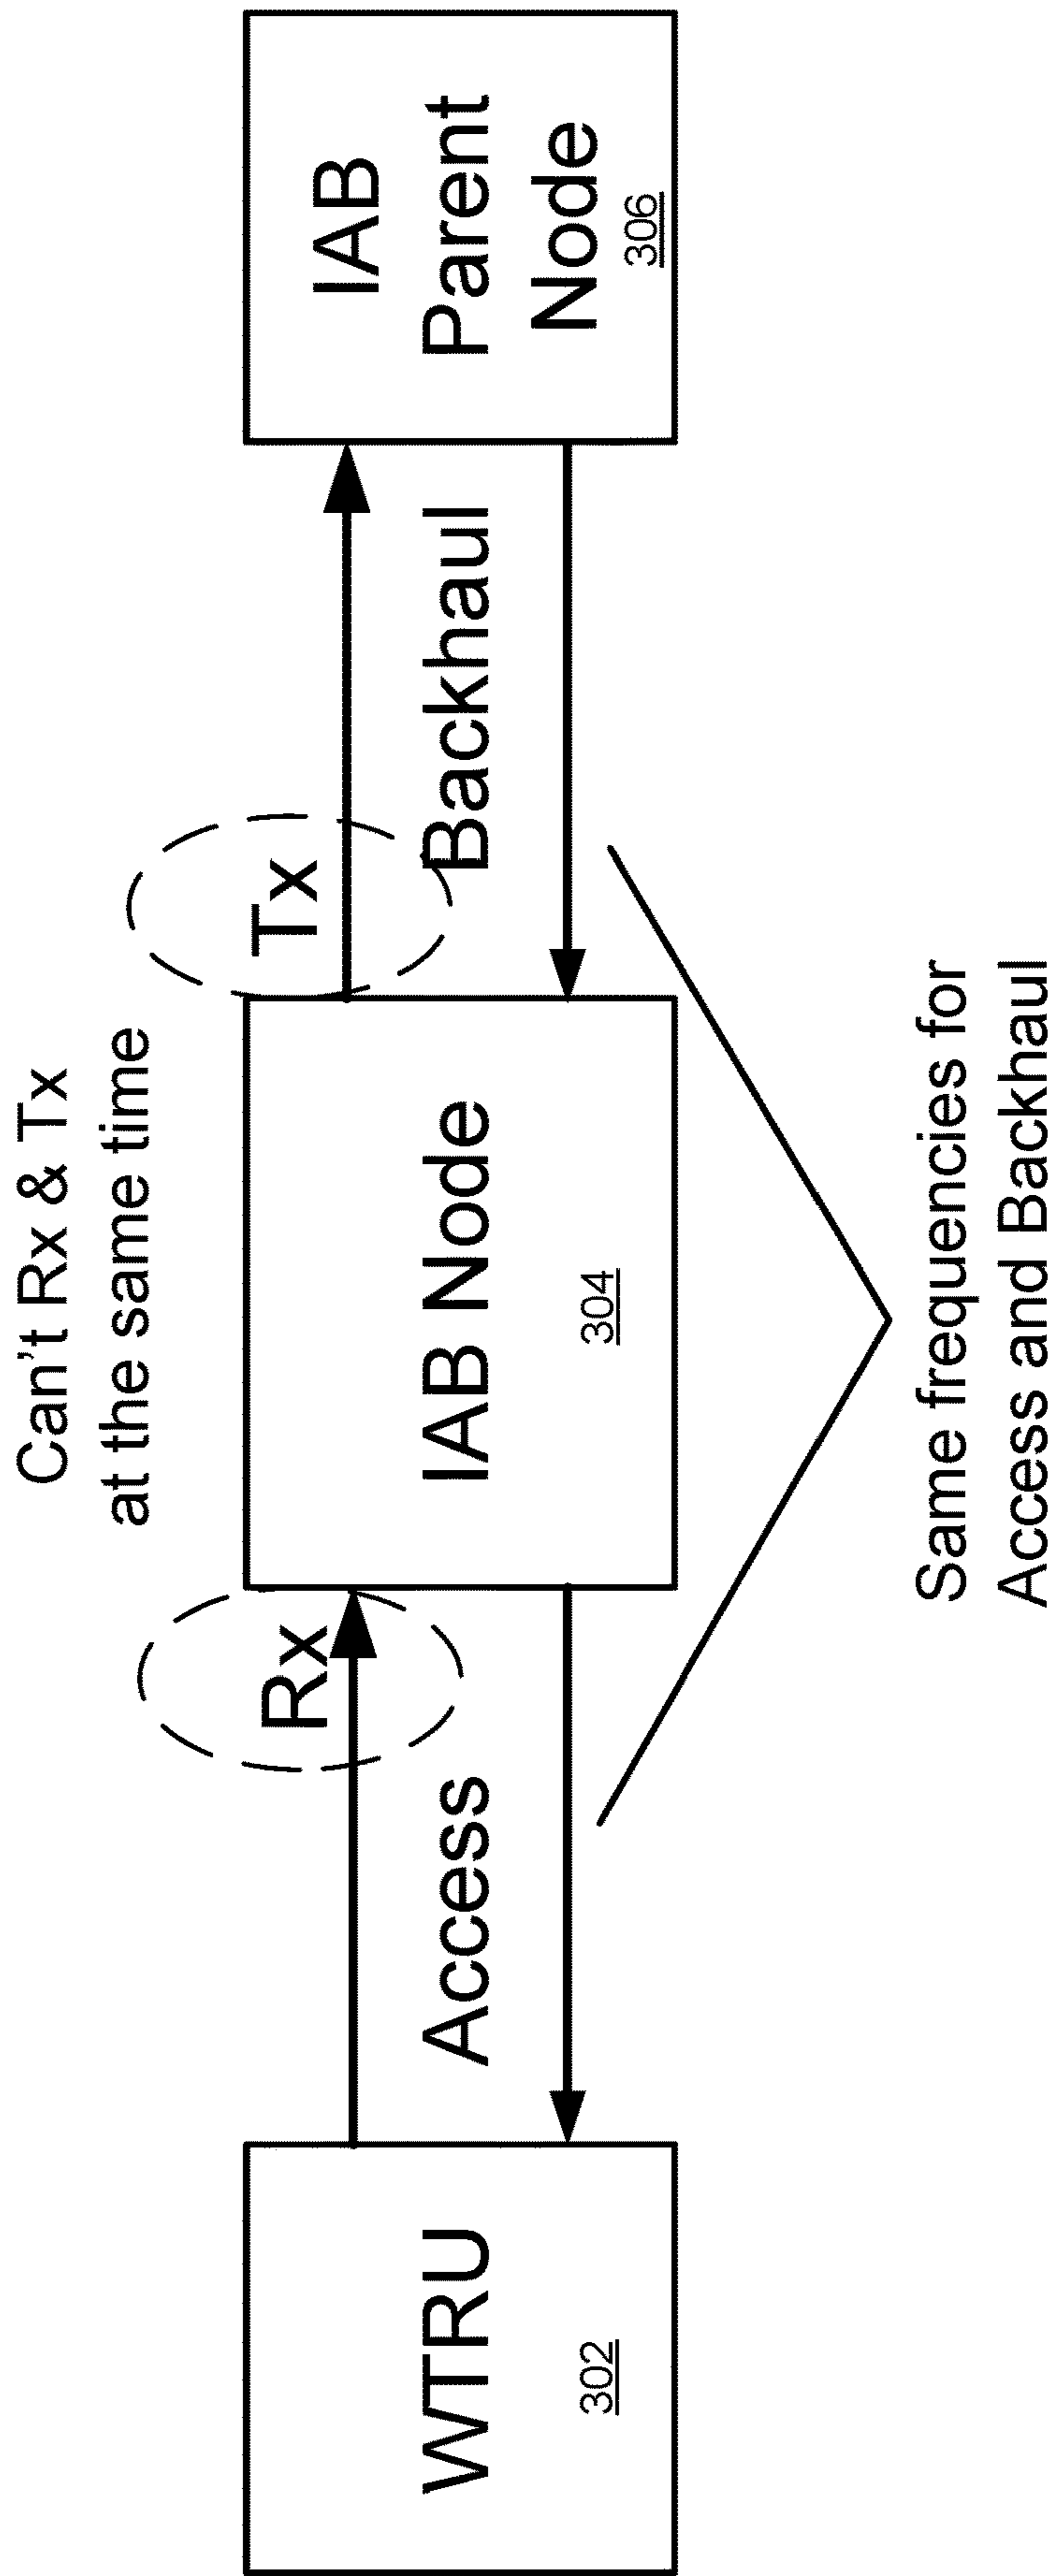 Can't Rx & Tx
at the same time
Rx
Tx
WTRU
302
Access
IAB Node
304
Backhaul
IAB
Parent
Node
306
Same frequencies for
Access and Backhaul